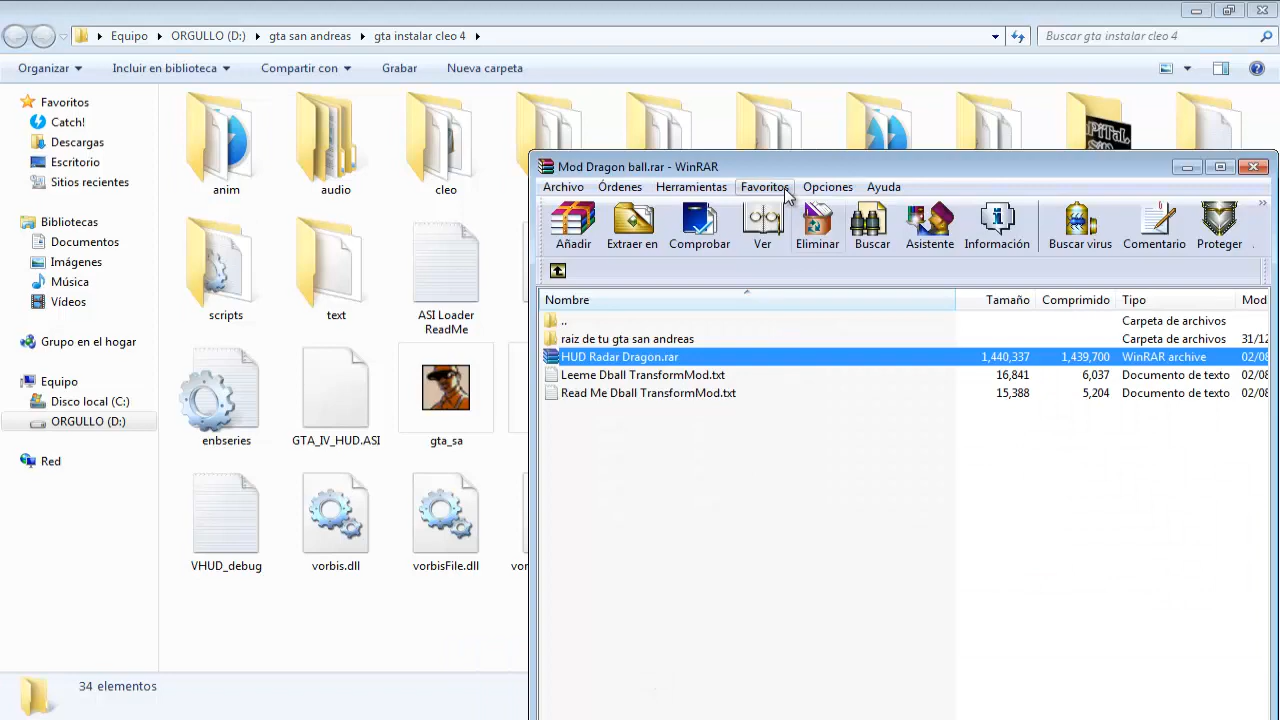 Equipo
ORGULLO (D:)
gta san andreas
gta instalar cleo 4
Buscar gta instalar cleo 4
Organizar
Incluir en biblioteca
Compartir con
Grabar
Nueva carpeta
Favoritos
Catch!
Descargas
Escritorio
Sitios recientes
Bibliotecas
Documentos
Imágenes
Música
Vídeos
Grupo en el hogar
Equipo
Disco local (C:)
ORGULLO (D:)
Red
anim
audio
cleo
scripts
text
ASI Loader
ReadMe
enbseries
GTA_IV_HUD.ASI
gta_sa
VHUD_debug
vorbis.dll
vorbisFile.dll
34 elementos
Mod Dragon ball.rar - WinRAR
Archivo
Órdenes
Herramientas
Favoritos
Opciones
Ayuda
Añadir
Extraer en
Comprobar
Ver
Eliminar
Buscar
Asistente
Información
Buscar virus
Comentario
Nombre
Tamaño
Comprimido
Tipo
Mod
..
Carpeta de archivos
raiz de tu gta san andreas
Carpeta de archivos
31/12
HUD Radar Dragon.rar
1,440,337
1,439,700
WinRAR archive
02/08
Leeme Dball TransformMod.txt
16,841
6,037
Documento de texto
02/08
Read Me Dball TransformMod.txt
15,388
5,204
Documento de texto
02/08